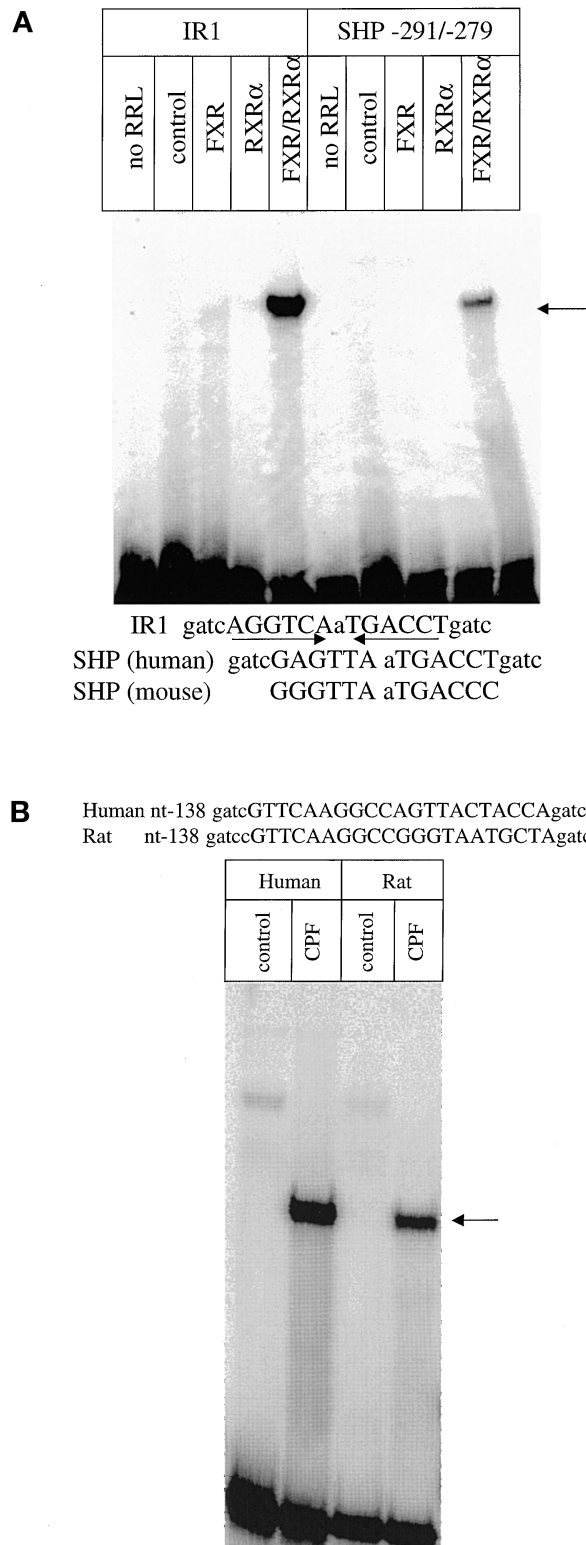 A
IR1 SHP -291/-279
no RRL control FXR RXRα FXR/RXRα no RRL control FXR RXRα FXR/RXRα
IR1 gatcAGGTCAaTGACCTgatc
SHP (human) gatcGAGTTA aTGACCTgatc
SHP (mouse) GGGTTA aTGACCC
B
Human nt-138 gatcGTTCAAGGCCAGTTACTACCAgatc
Rat nt-138 gatccGTTCAAGGCCGGGTAATGCTAgatc
Human Rat
control CPF control CPF